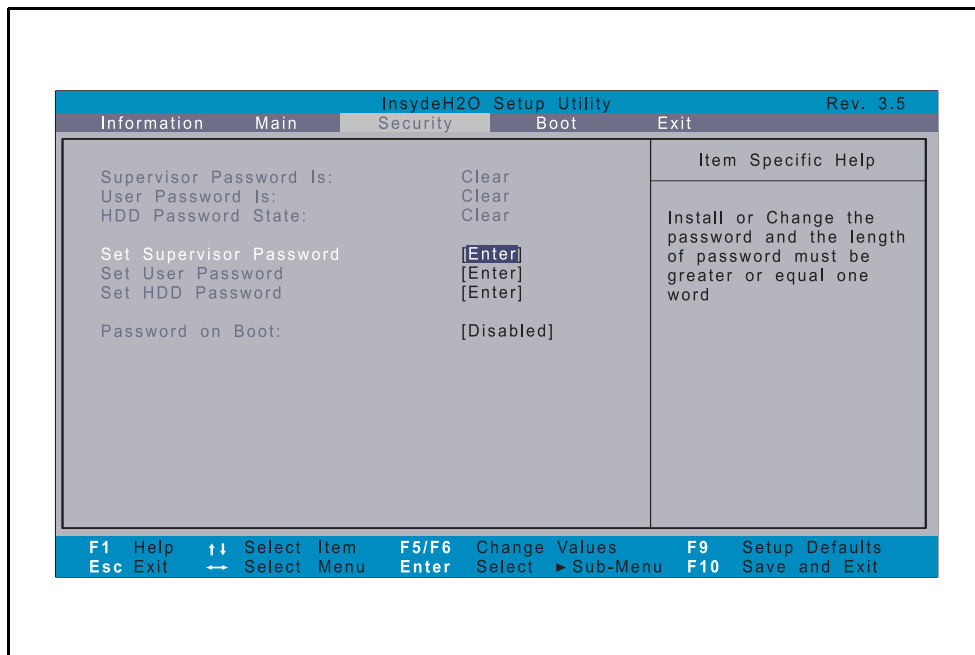 InsydeH2O Setup Utility Rev. 3.5
Information Main Security Boot Exit
Item Specific Help
Supervisor Password Is: Clear
User Password Is: Clear
HDD Password State: Clear
Set Supervisor Password [Enter]
Set User Password [Enter]
Set HDD Password [Enter]
Password on Boot: [Disabled]
Install or Change the
password and the length
of password must be
greater or equal one
word
F1 Help ↑↓ Select Item F5/F6 Change Values F9 Setup Defaults
Esc Exit ↔ Select Menu Enter Select ►Sub-Menu F10 Save and Exit